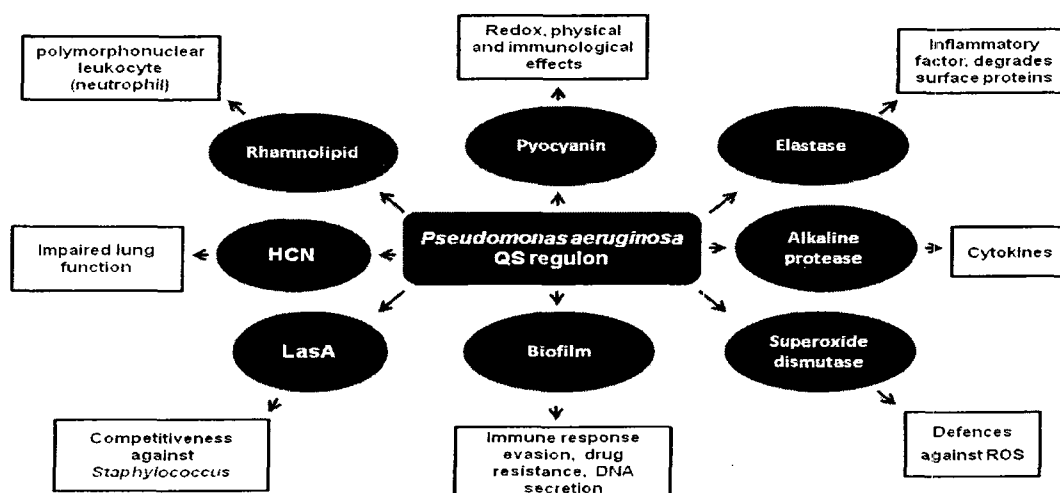 Redox, physical
and immunological
effects
polymorphonuclear
leukocyte
(neutrophil)
Inflammatory
factor, degrades
surface proteins
Rhamnolipid
Pyocyanin
Elastase
Impaired lung
function
HCN
Pseudomonas aeruginosa
QS regulon
Alkaline
protease
Cytokines
LasA
Biofilm
Superoxide
dismutase
Competitiveness
against
Staphylococcus
Immune response
evasion, drug
resistance, DNA
secretion
Defences
against ROS